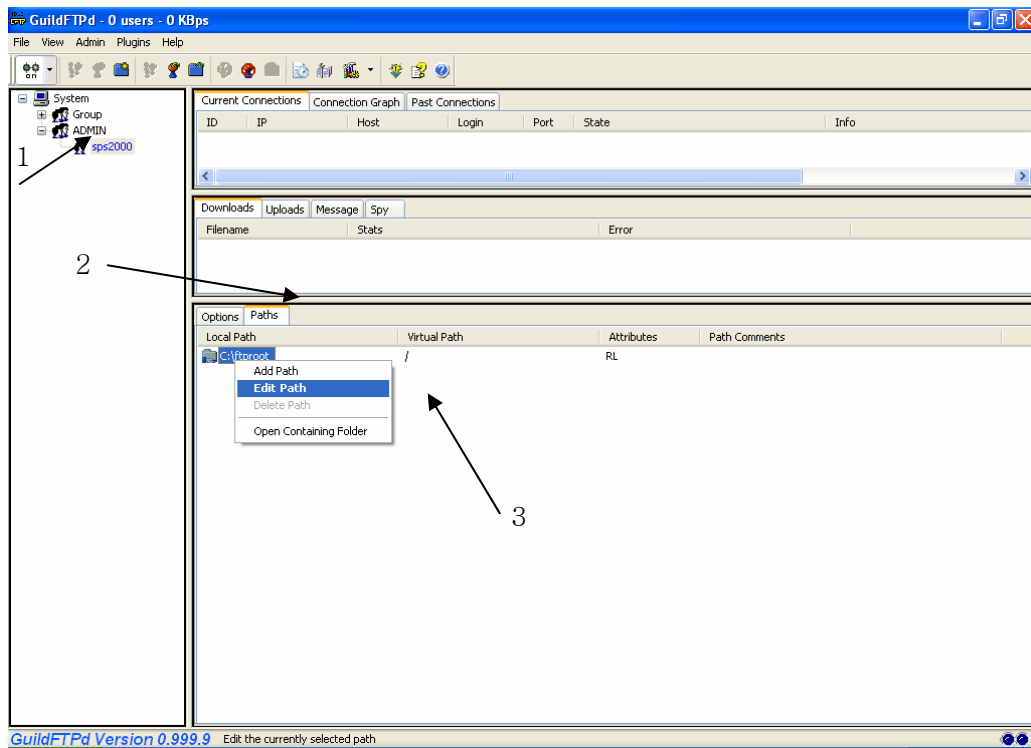 GuildFTPd - 0 users - 0 KBps
File View Admin Plugins Help
System
Group
ADMIN
sps2000
1
Current Connections Connection Graph Past Connections
ID IP Host Login Port State Info
Downloads Uploads Message Spy
Filename Stats Error
2
Options Paths
Local Path Virtual Path Attributes Path Comments
C:\ftproot / RL
Add Path
Edit Path
Delete Path
Open Containing Folder
3
GuildFTPd Version 0.999.9 Edit the currently selected path